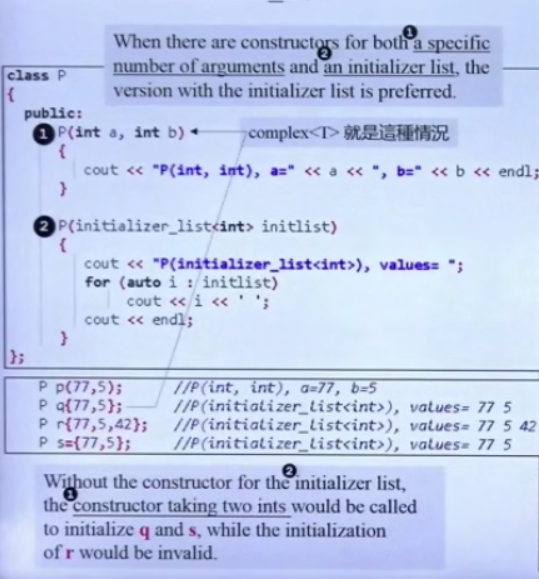 When there are constructors for both ❶ a specific
number of arguments and ❷ an initializer list, the
version with the initializer list is preferred.
class P
{
public:
❶ P(int a, int b) complex<T> 就是這種情況
{
cout << "P(int, int), a=" << a << ", b=" << b << endl;
}
❷ P(initializer_list<int> initlist)
{
cout << "P(initializer_list<int>), values= ";
for (auto i : initlist)
cout << i << ' ';
cout << endl;
}
};
P p(77,5); //P(int, int), a=77, b=5
P q{77,5}; //P(initializer_list<int>), values= 77 5
P r{77,5,42}; //P(initializer_list<int>), values= 77 5 42
P s={77,5}; //P(initializer_list<int>), values= 77 5
Without the constructor for the ❷ initializer list,
the ❶ constructor taking two ints would be called
to initialize q and s, while the initialization
of r would be invalid.